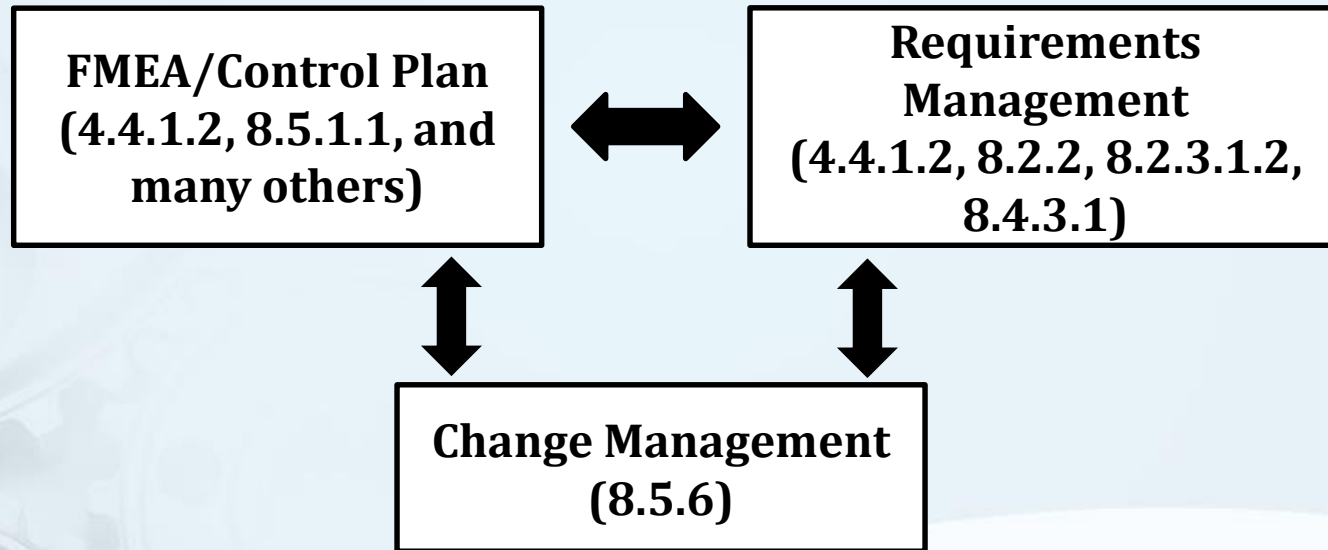 FMEA/Control Plan
(4.4.1.2, 8.5.1.1, and
many others)
Requirements
Management
(4.4.1.2, 8.2.2, 8.2.3.1.2,
8.4.3.1)
Change Management
(8.5.6)